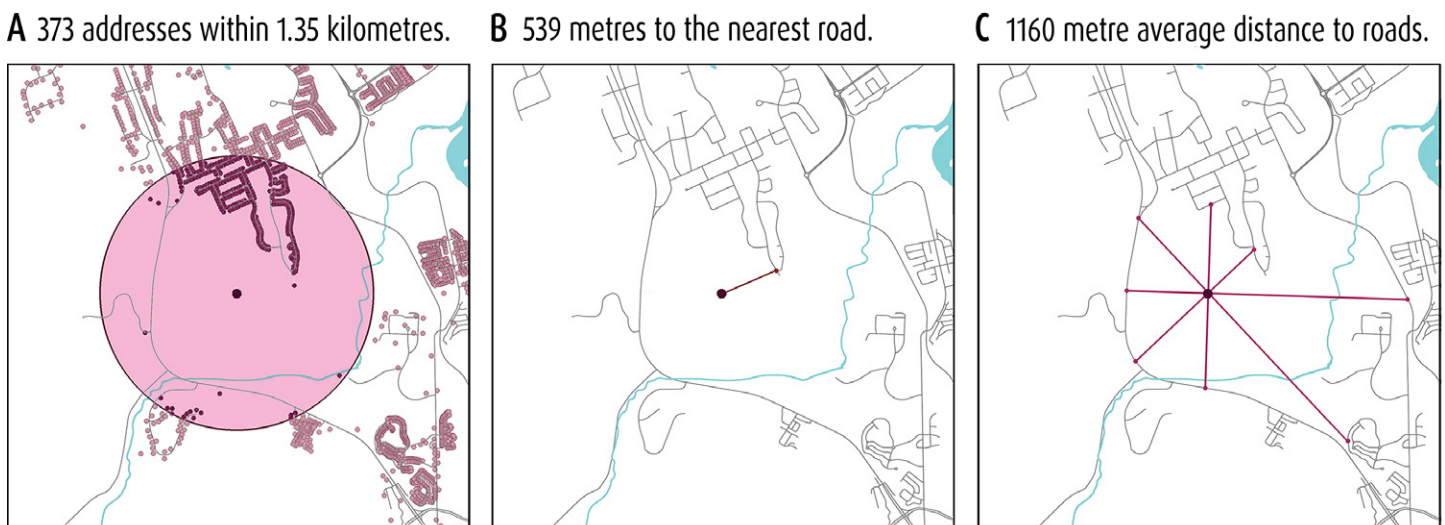 A 373 addresses within 1.35 kilometres.
B 539 metres to the nearest road.
C 1160 metre average distance to roads.